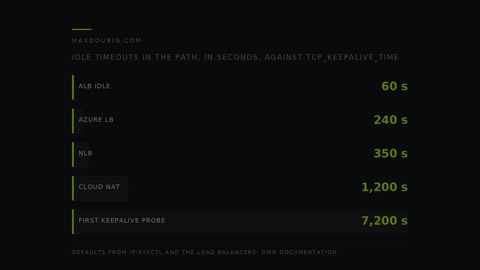 MAXDOURIN.COM
IDLE TIMEOUTS IN THE PATH, IN SECONDS, AGAINST TCP_KEEPALIVE_TIME
ALB IDLE 60 s
AZURE LB 240 s
NLB 350 s
CLOUD NAT 1,200 s
FIRST KEEPALIVE PROBE 7,200 s
DEFAULTS FROM IP-SYSCTL AND THE LOAD BALANCERS' OWN DOCUMENTATION